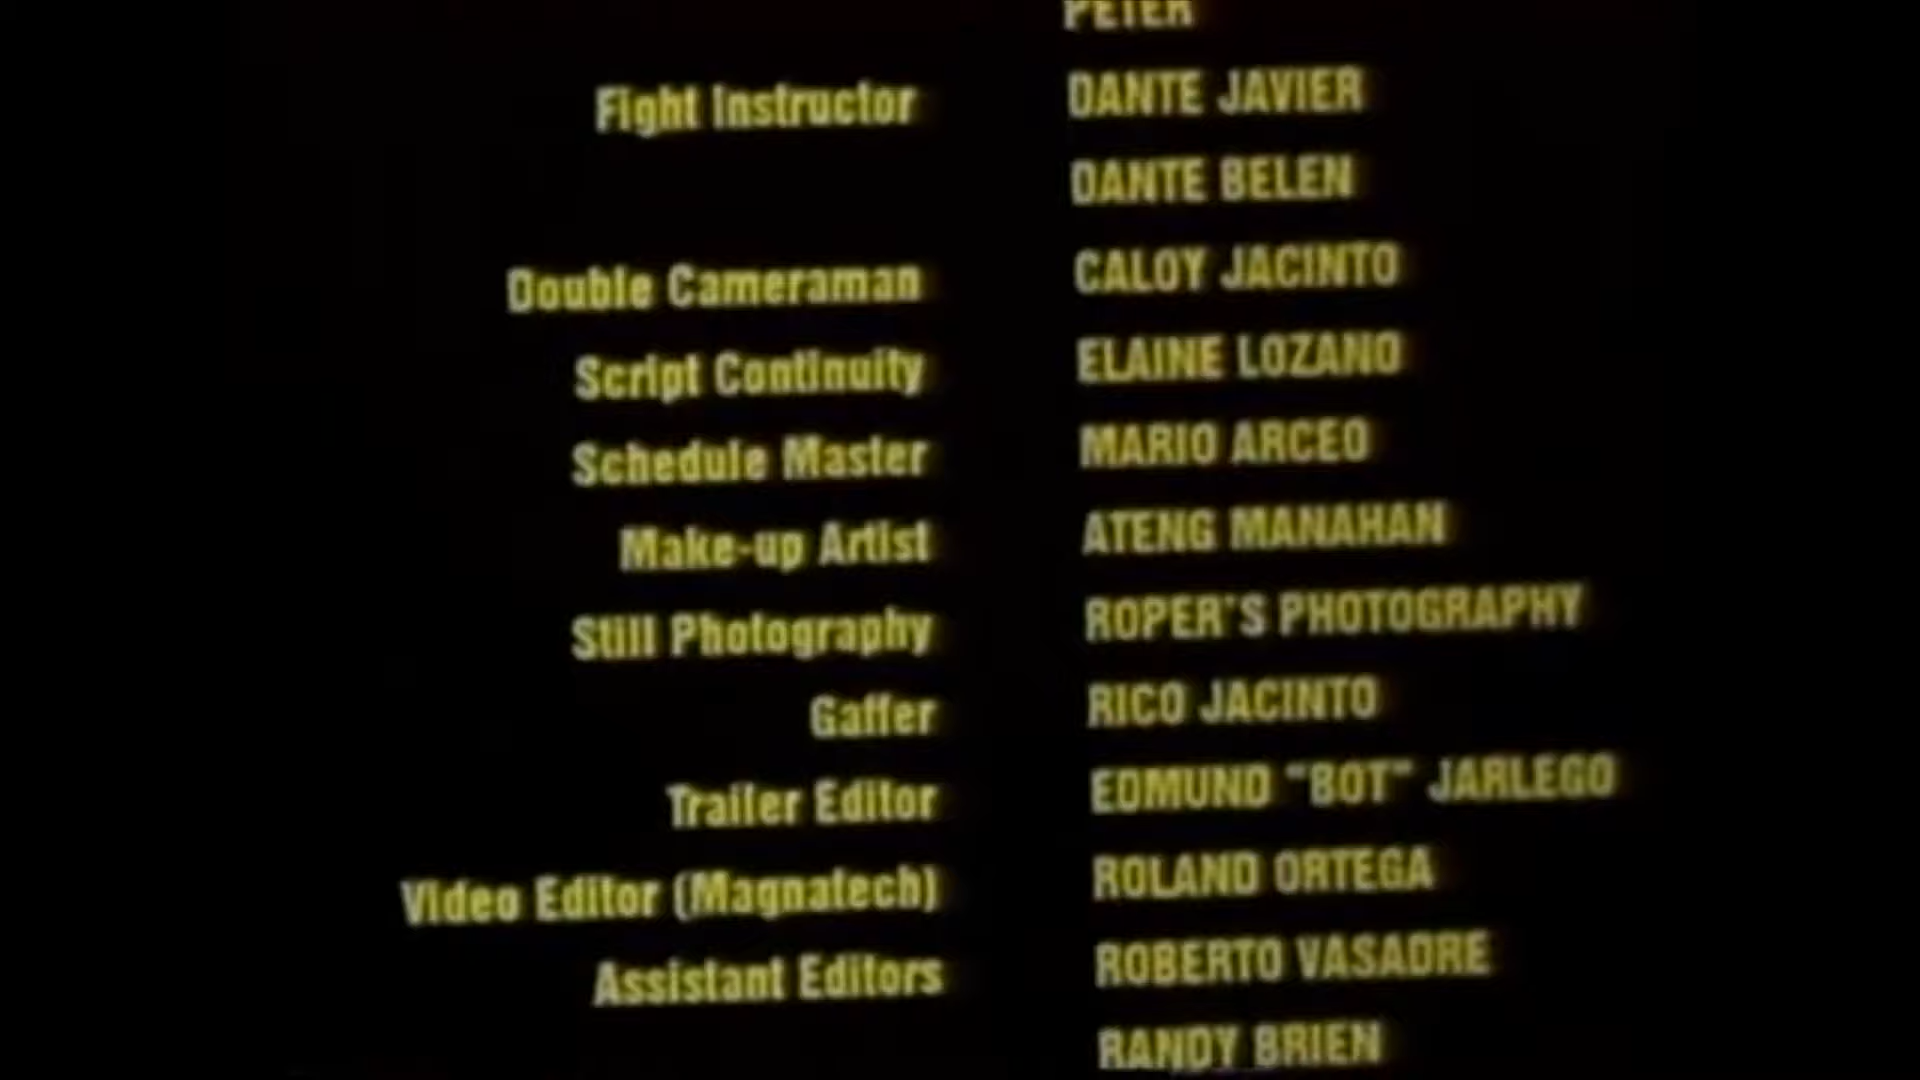 PETER
Fight Instructor DANTE JAVIER
DANTE BELEN
Double Cameraman CALOY JACINTO
Script Continuity ELAINE LOZANO
Schedule Master MARIO ARCEO
Make-up Artist ATENG MANAHAN
Still Photography ROPER'S PHOTOGRAPHY
Gaffer RICO JACINTO
Trailer Editor EDMUND "BOT" JARLEGO
Video Editor (Magnatech) ROLAND ORTEGA
Assistant Editors ROBERTO VASADRE
RANDY BRIEN